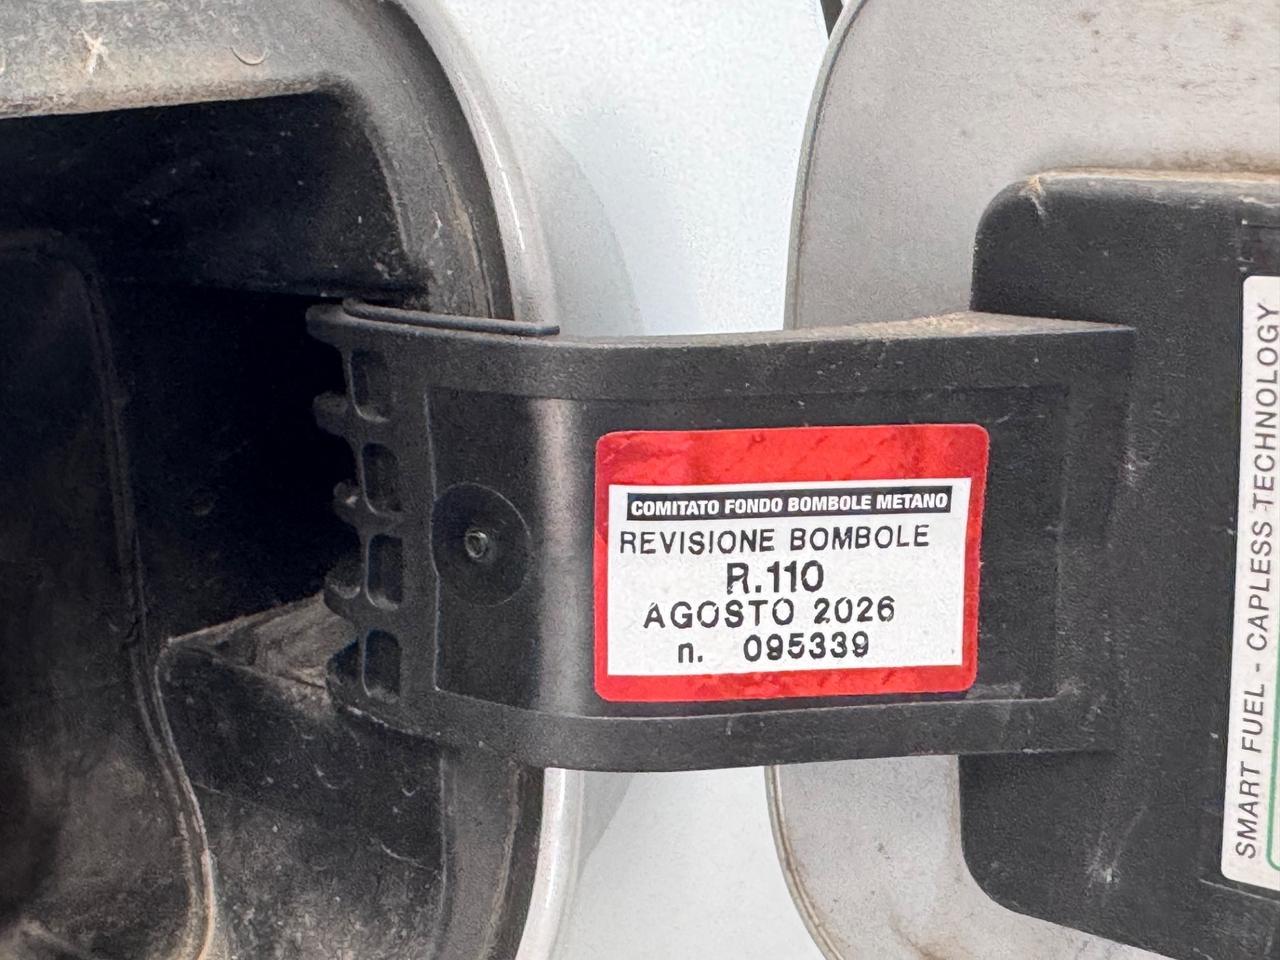 COMITATO FONDO BOMBOLE METANO
REVISIONE BOMBOLE
R.110
AGOSTO 2026
n. 095339
SMART FUEL - CAPLESS TECHNOLOGY